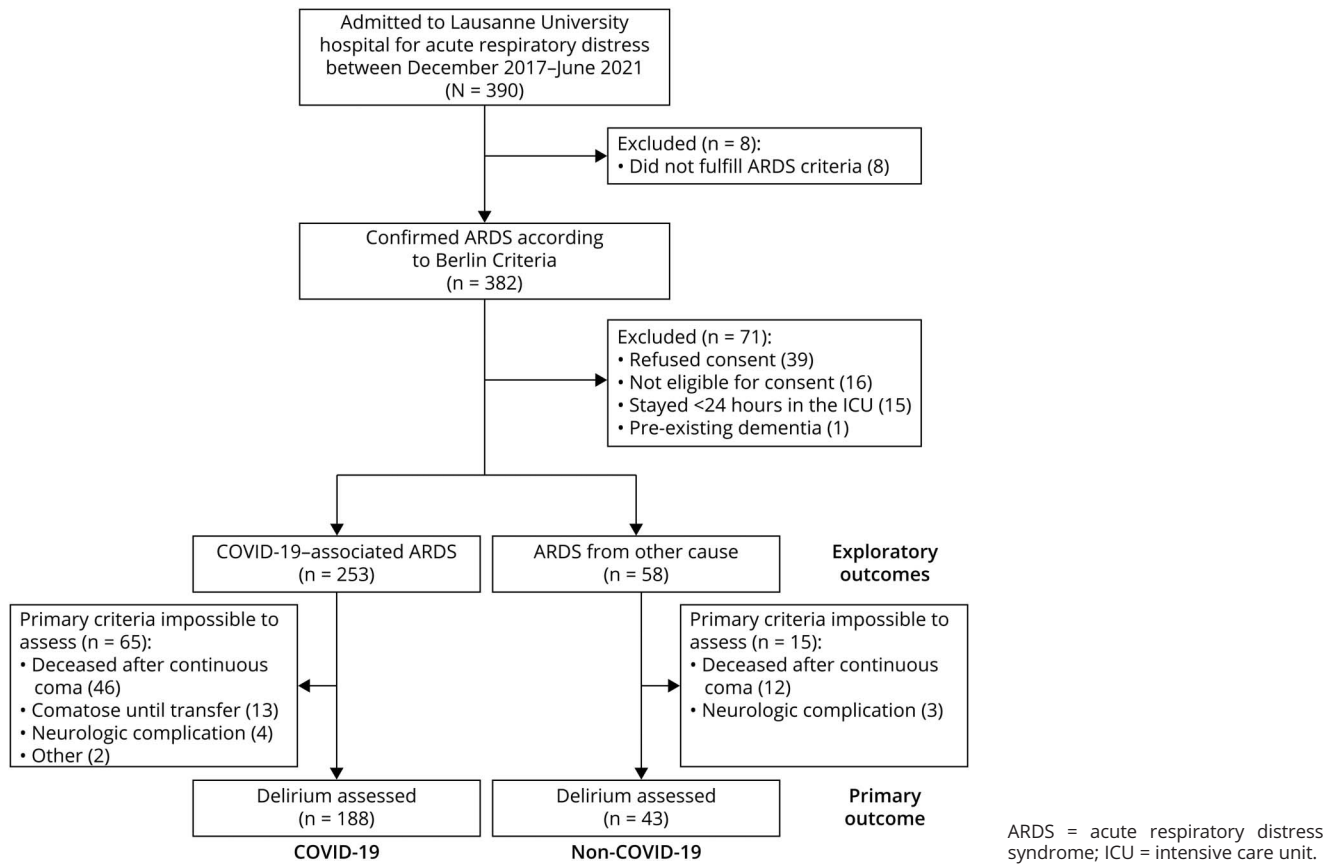 Admitted to Lausanne University
hospital for acute respiratory distress
between December 2017–June 2021
(N = 390)
Excluded (n = 8):
• Did not fulfill ARDS criteria (8)
Confirmed ARDS according
to Berlin Criteria
(n = 382)
Excluded (n = 71):
• Refused consent (39)
• Not eligible for consent (16)
• Stayed <24 hours in the ICU (15)
• Pre-existing dementia (1)
COVID-19–associated ARDS
(n = 253)
ARDS from other cause
(n = 58)
Exploratory
outcomes
Primary criteria impossible to
assess (n = 65):
• Deceased after continuous
coma (46)
• Comatose until transfer (13)
• Neurologic complication (4)
• Other (2)
Primary criteria impossible to
assess (n = 15):
• Deceased after continuous
coma (12)
• Neurologic complication (3)
Delirium assessed
(n = 188)
COVID-19
Delirium assessed
(n = 43)
Non-COVID-19
Primary
outcome
ARDS = acute respiratory distress
syndrome; ICU = intensive care unit.